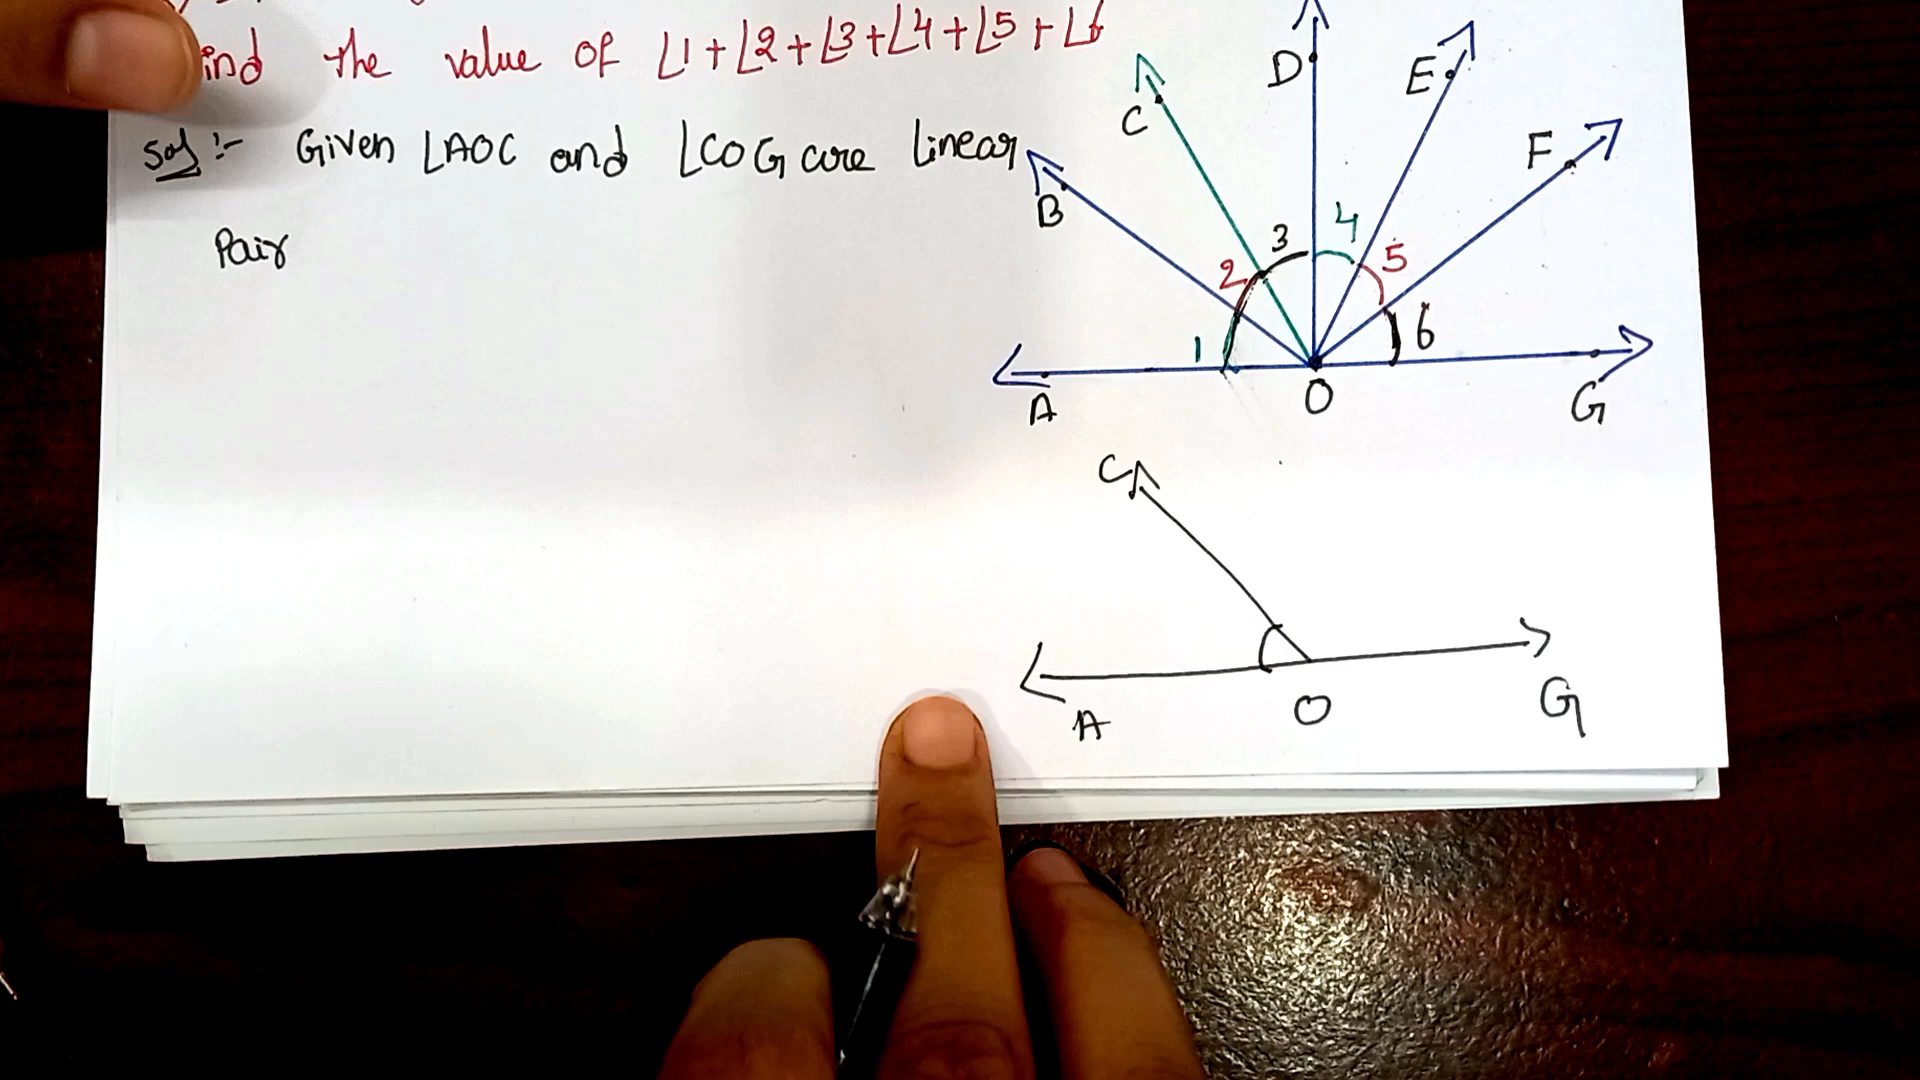 ind the value of ∠1+∠2+∠3+∠4+∠5+∠6
Sol:- Given ∠AOC and ∠COG are Linear
Pair
D
E
C
F
B
4
3
5
2
6
1
A
O
G
C
A
O
G